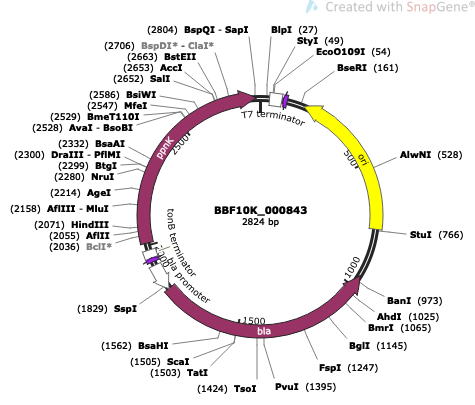 Created with SnapGene®
(2804) BspQI - SapI
BlpI (27)
StyI (49)
EcoO109I (54)
BseRI (161)
(2706) BspDI* - ClaI*
(2663) BstEII
(2653) AccI
(2652) SalI
(2586) BsiWI
(2547) MfeI
(2529) BmeT110I
(2528) AvaI - BsoBI
(2332) BsaAI
(2300) DraIII - PflMI
(2299) BtgI
(2280) NruI
(2214) AgeI
(2158) AflIII - MluI
(2071) HindIII
(2055) AflII
(2036) BclI*
(1829) SspI
(1562) BsaHI
(1505) ScaI
(1503) TatI
(1424) TsoI
PvuI (1395)
FspI (1247)
BglI (1145)
BmrI (1065)
AhdI (1025)
BanI (973)
StuI (766)
AlwNI (528)
T7 terminator
ori
500
1000
1500
2500
ppnK
tonB terminator
bla promoter
bla
BBF10K_000843
2824 bp